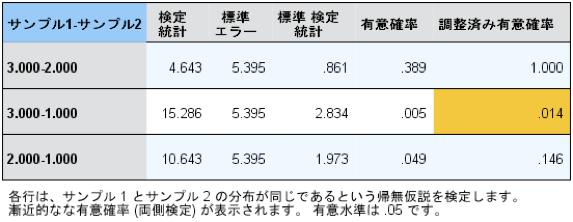 サンプル1-サンプル2 検定統計 標準エラー 標準 検定統計 有意確率 調整済み有意確率
3.000-2.000 4.643 5.395 .861 .389 1.000
3.000-1.000 15.286 5.395 2.834 .005 .014
2.000-1.000 10.643 5.395 1.973 .049 .146
各行は、サンプル 1 とサンプル 2 の分布が同じであるという帰無仮説を検定します。
漸近的なな有意確率 (両側検定) が表示されます。 有意水準は .05 です。